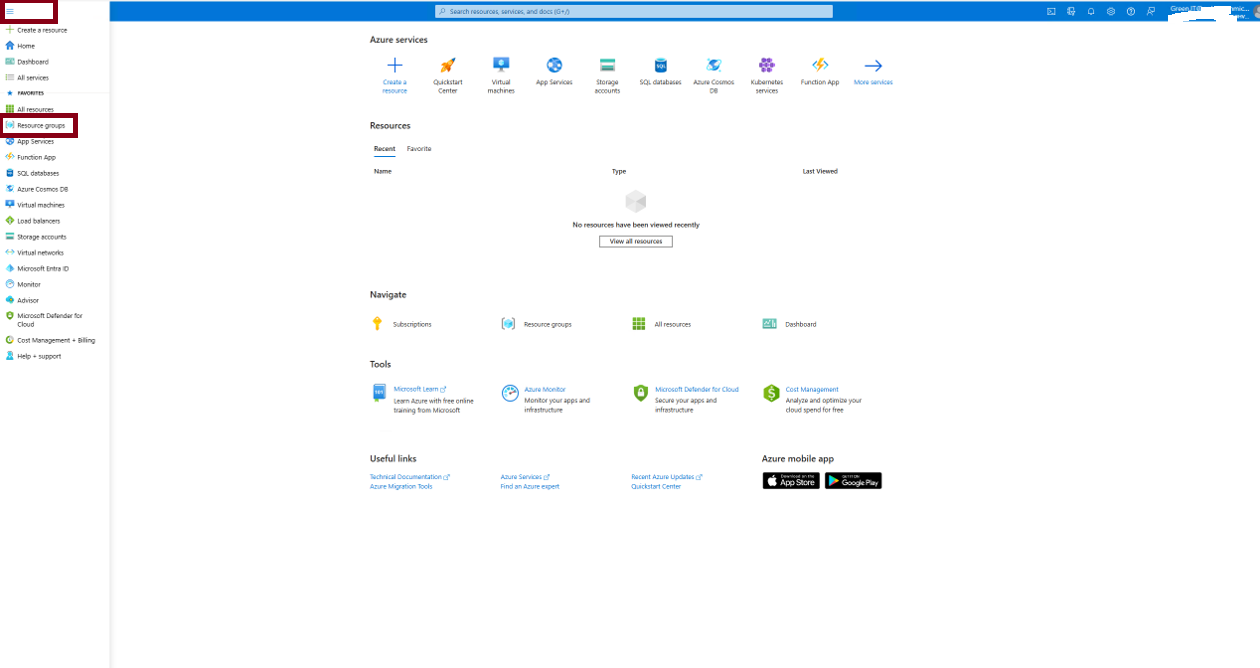 Search resources, services, and docs (G+/)
Create a resource
Home
Dashboard
All services
FAVORITES
All resources
Resource groups
App Services
Function App
SQL databases
Azure Cosmos DB
Virtual machines
Load balancers
Storage accounts
Virtual networks
Microsoft Entra ID
Monitor
Advisor
Microsoft Defender for
Cloud
Cost Management + Billing
Help + support
Azure services
Create a
resource
Quickstart
Center
Virtual
machines
App Services
Storage
accounts
SQL
SQL databases
Azure Cosmos
DB
Kubernetes
services
Function App
More services
Resources
Recent Favorite
Name Type Last Viewed
No resources have been viewed recently
View all resources
Navigate
Subscriptions
Resource groups
All resources
Dashboard
Tools
Microsoft Learn
Learn Azure with free online
training from Microsoft
Azure Monitor
Monitor your apps and
infrastructure
Microsoft Defender for Cloud
Secure your apps and
infrastructure
Cost Management
Analyze and optimize your
cloud spend for free
Useful links
Technical Documentation
Azure Services
Recent Azure Updates
Azure Migration Tools
Find an Azure expert
Quickstart Center
Azure mobile app
Download on the
App Store
GET IT ON
Google Play